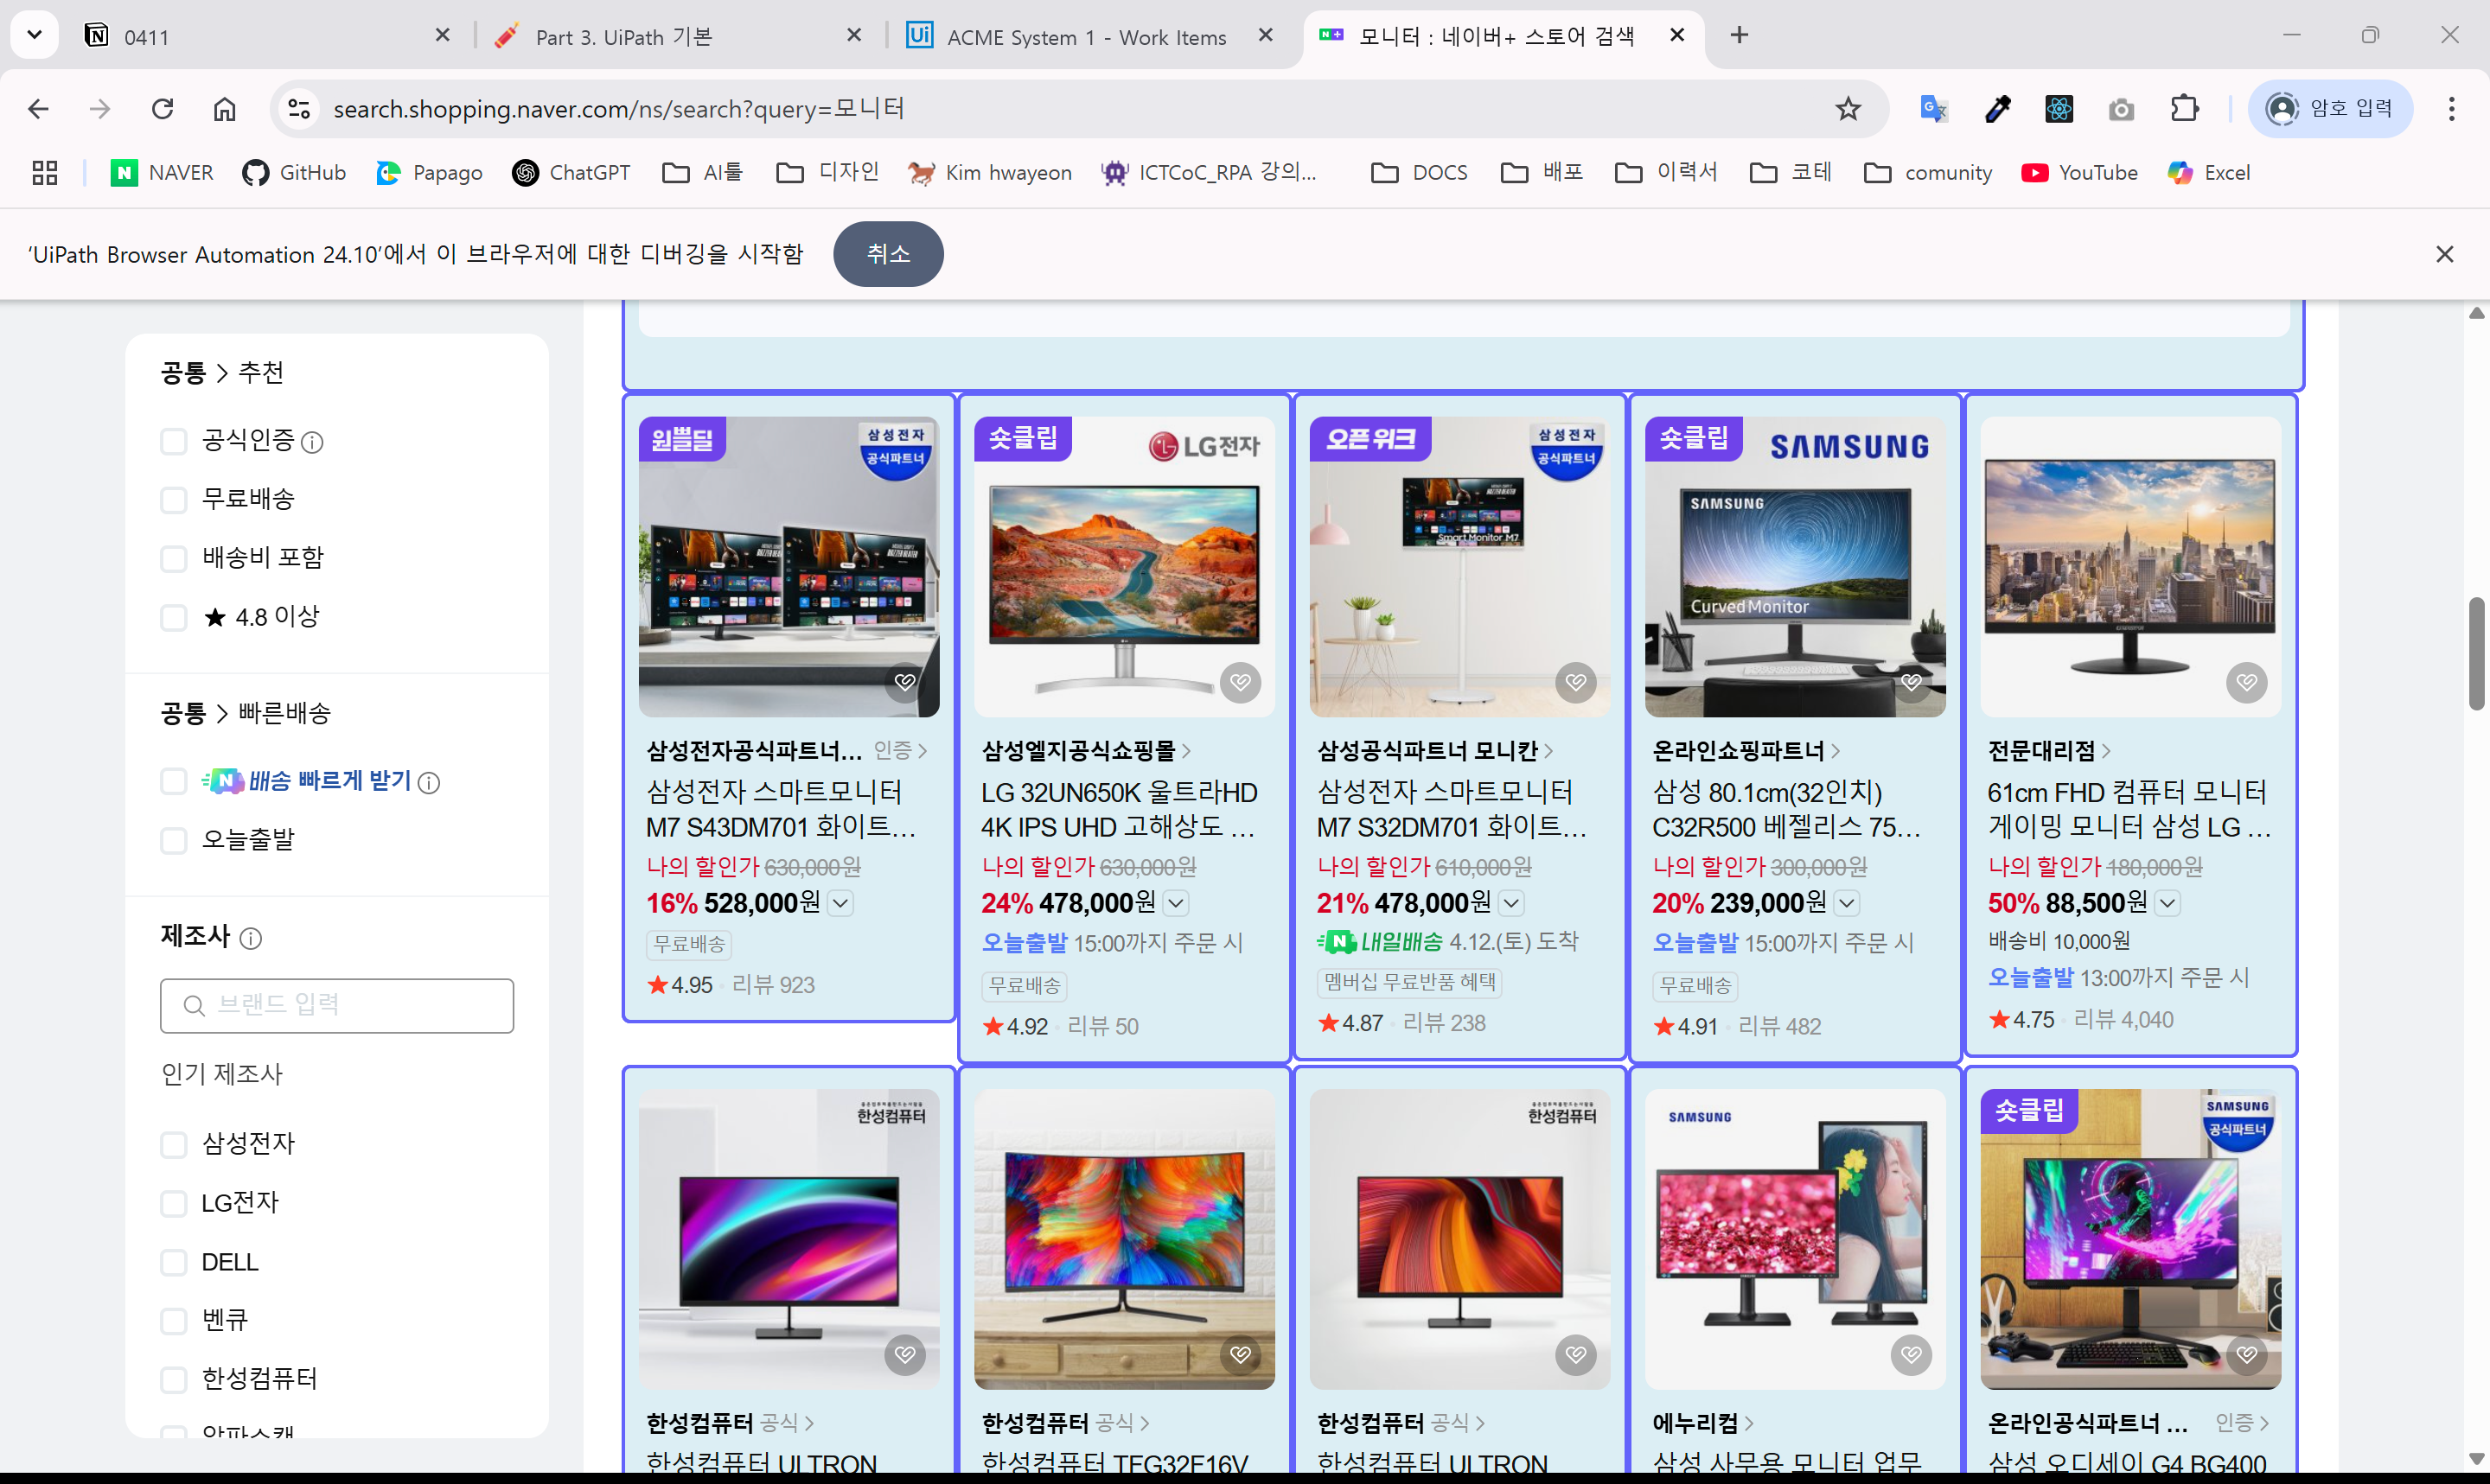 0411
Part 3. UiPath 기본
Ui
ACME System 1 - Work Items
N+
모니터 : 네이버+ 스토어 검색
search.shopping.naver.com/ns/search?query=모니터
암호 입력
N NAVER
GitHub
Papago
ChatGPT
AI툴
디자인
Kim hwayeon
ICTCoC_RPA 강의...
DOCS
배포
이력서
코테
comunity
YouTube
Excel
‘UiPath Browser Automation 24.10’에서 이 브라우저에 대한 디버깅을 시작함
취소
공통 > 추천
공식인증
무료배송
배송비 포함
★ 4.8 이상
공통 > 빠른배송
N 배송 빠르게 받기
오늘출발
제조사
브랜드 입력
인기 제조사
삼성전자
LG전자
DELL
벤큐
한성컴퓨터
알파스캔
원쁠딜
삼성전자
공식파트너
삼성전자공식파트너... 인증
삼성전자 스마트모니터
M7 S43DM701 화이트...
나의 할인가 630,000원
16% 528,000원
무료배송
★4.95 · 리뷰 923
숏클립
LG전자
삼성엘지공식쇼핑몰
LG 32UN650K 울트라HD
4K IPS UHD 고해상도 ...
나의 할인가 630,000원
24% 478,000원
오늘출발 15:00까지 주문 시
무료배송
★4.92 · 리뷰 50
오픈 위크
삼성전자
공식파트너
Smart Monitor M7
삼성공식파트너 모니칸
삼성전자 스마트모니터
M7 S32DM701 화이트...
나의 할인가 610,000원
21% 478,000원
N 내일배송 4.12.(토) 도착
멤버십 무료반품 혜택
★4.87 · 리뷰 238
숏클립
SAMSUNG
SAMSUNG
Curved Monitor
온라인쇼핑파트너
삼성 80.1cm(32인치)
C32R500 베젤리스 75...
나의 할인가 300,000원
20% 239,000원
오늘출발 15:00까지 주문 시
무료배송
★4.91 · 리뷰 482
전문대리점
61cm FHD 컴퓨터 모니터
게이밍 모니터 삼성 LG ...
나의 할인가 180,000원
50% 88,500원
배송비 10,000원
오늘출발 13:00까지 주문 시
★4.75 · 리뷰 4,040
한성컴퓨터
한성컴퓨터 공식
한성컴퓨터 ULTRON
한성컴퓨터 공식
한성컴퓨터 TFG32F16V
한성컴퓨터
한성컴퓨터 공식
한성컴퓨터 ULTRON
SAMSUNG
에누리컴
삼성 사무용 모니터 업무
숏클립
SAMSUNG
공식파트너
온라인공식파트너 ... 인증
삼성 오디세이 G4 BG400